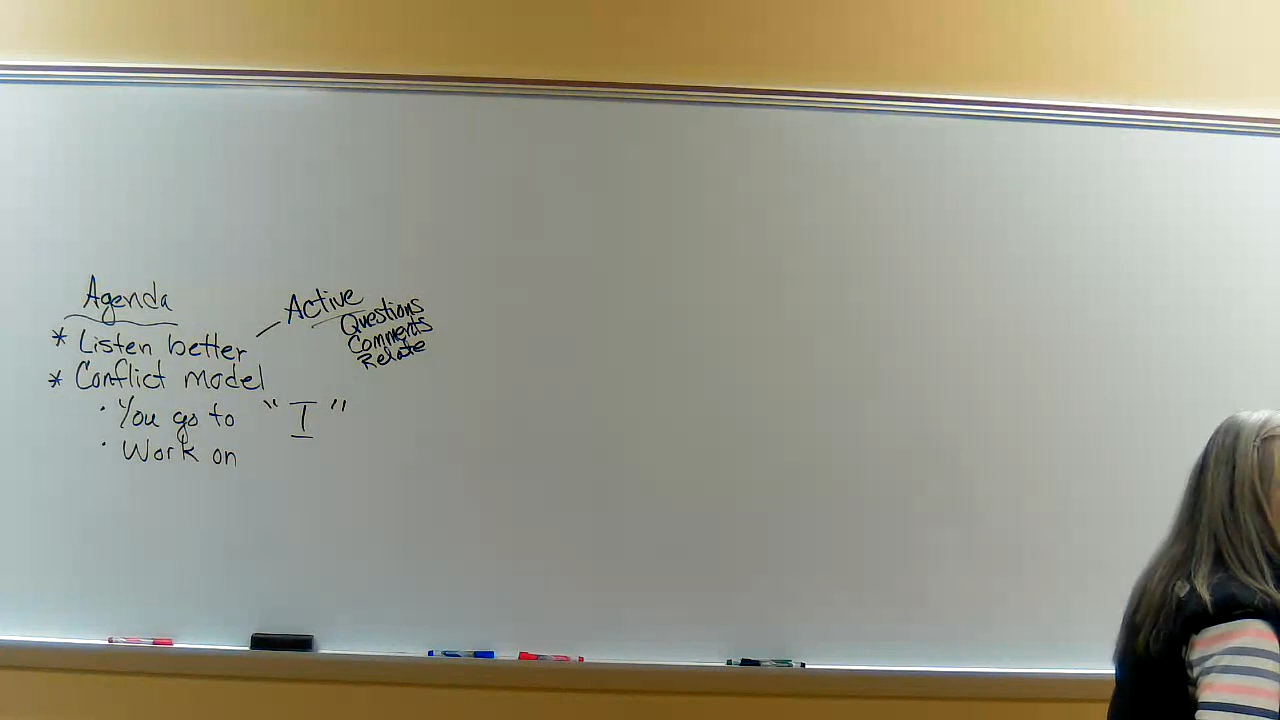 Agenda
* Listen better
* Conflict model
· You go to "I"
· Work on
Active
Questions
Comments
Relate